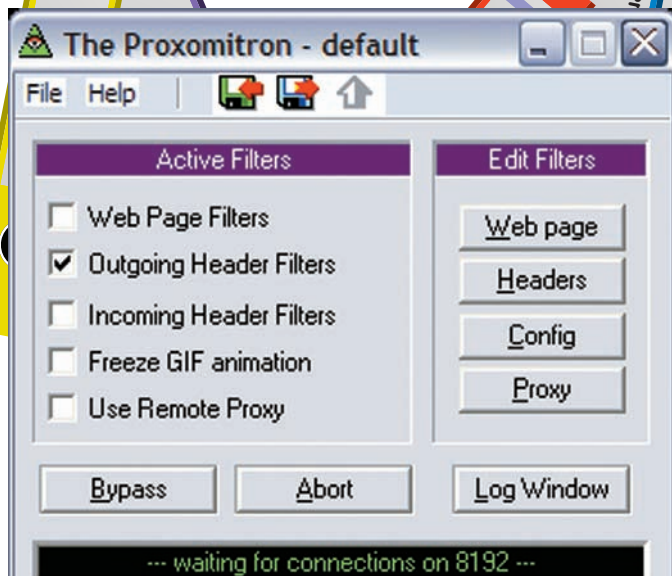 The Proxomitron - default
File Help
Active Filters
Web Page Filters
Outgoing Header Filters
Incoming Header Filters
Freeze GIF animation
Use Remote Proxy
Edit Filters
Web page
Headers
Config
Proxy
Bypass Abort Log Window
--- waiting for connections on 8192 ---